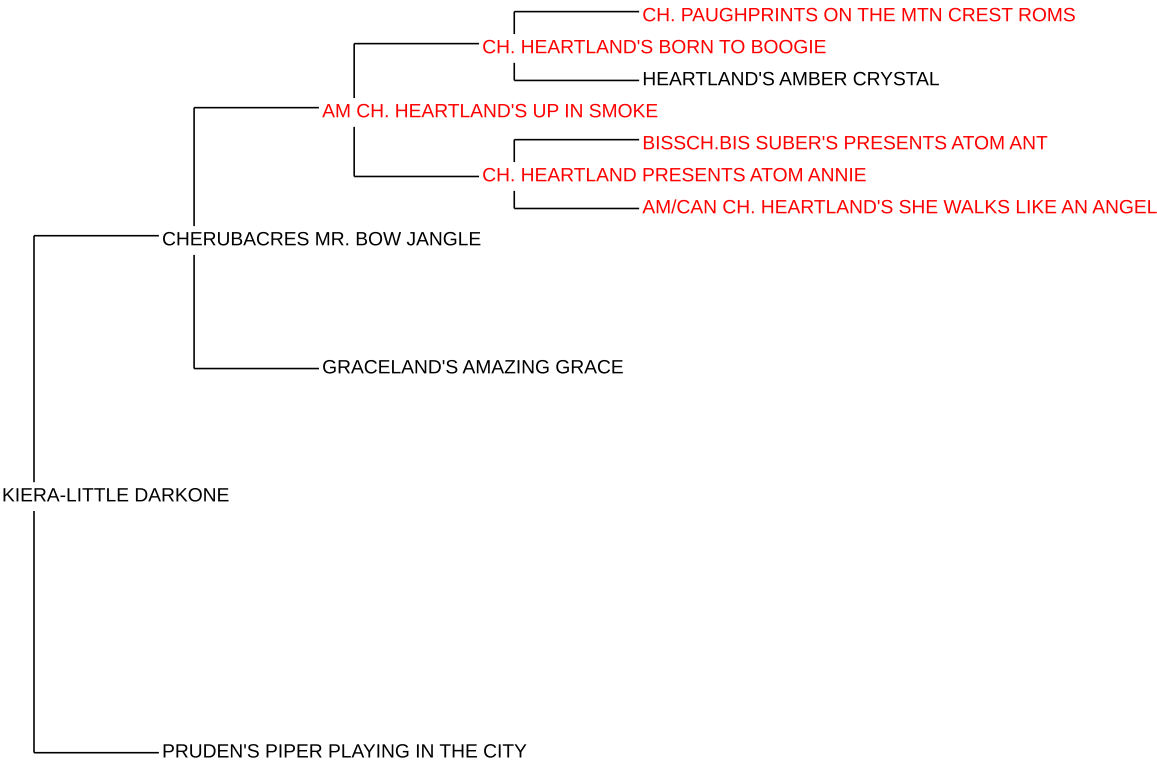 CH. PAUGHPRINTS ON THE MTN CREST ROMS
CH. HEARTLAND'S BORN TO BOOGIE
HEARTLAND'S AMBER CRYSTAL
AM CH. HEARTLAND'S UP IN SMOKE
BISSCH.BIS SUBER'S PRESENTS ATOM ANT
CH. HEARTLAND PRESENTS ATOM ANNIE
AM/CAN CH. HEARTLAND'S SHE WALKS LIKE AN ANGEL
CHERUBACRES MR. BOW JANGLE
GRACELAND'S AMAZING GRACE
KIERA-LITTLE DARKONE
PRUDEN'S PIPER PLAYING IN THE CITY